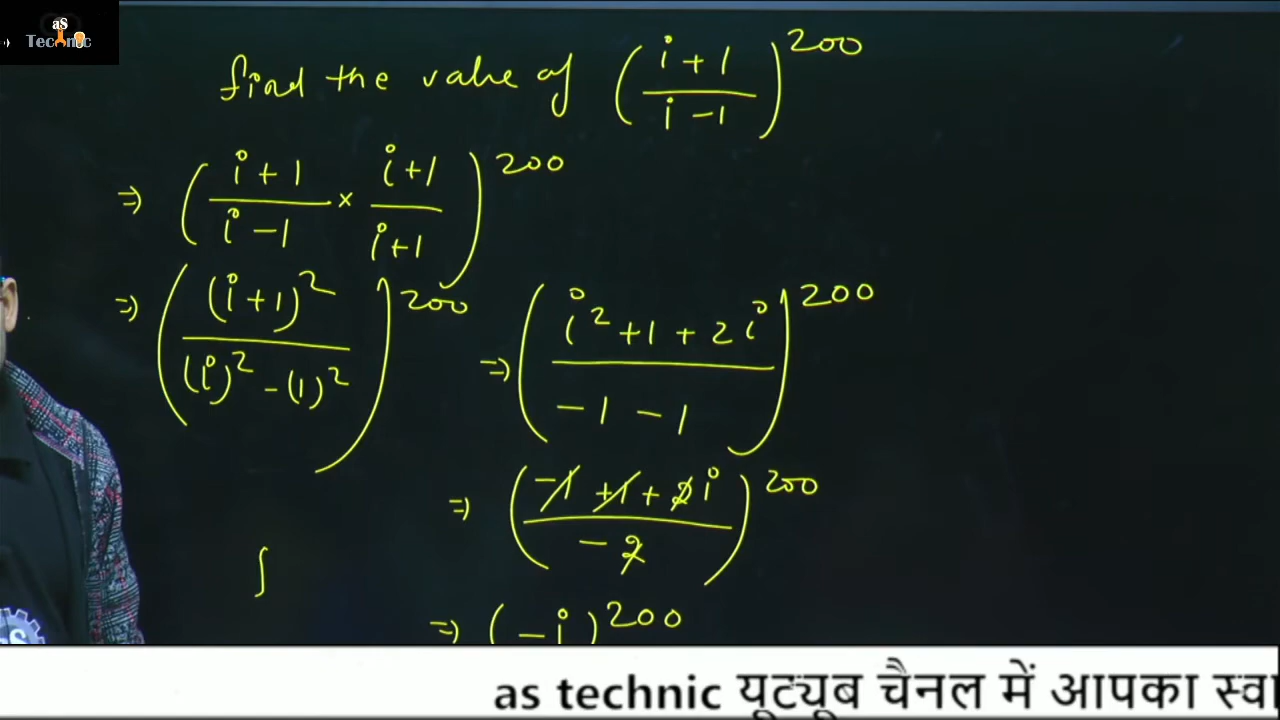 as
Tecnic
find the value of (i+1/i-1)^200
⇒ (i+1/i-1 × i+1/i+1)^200
⇒ ((i+1)^2/(i)^2-(1)^2)^200
⇒ (i^2+1+2i/-1-1)^200
⇒ (-1+1+2i/-2)^200
⇒ (-i)^200
as technic यूट्यूब चैनल में आपका स्वा